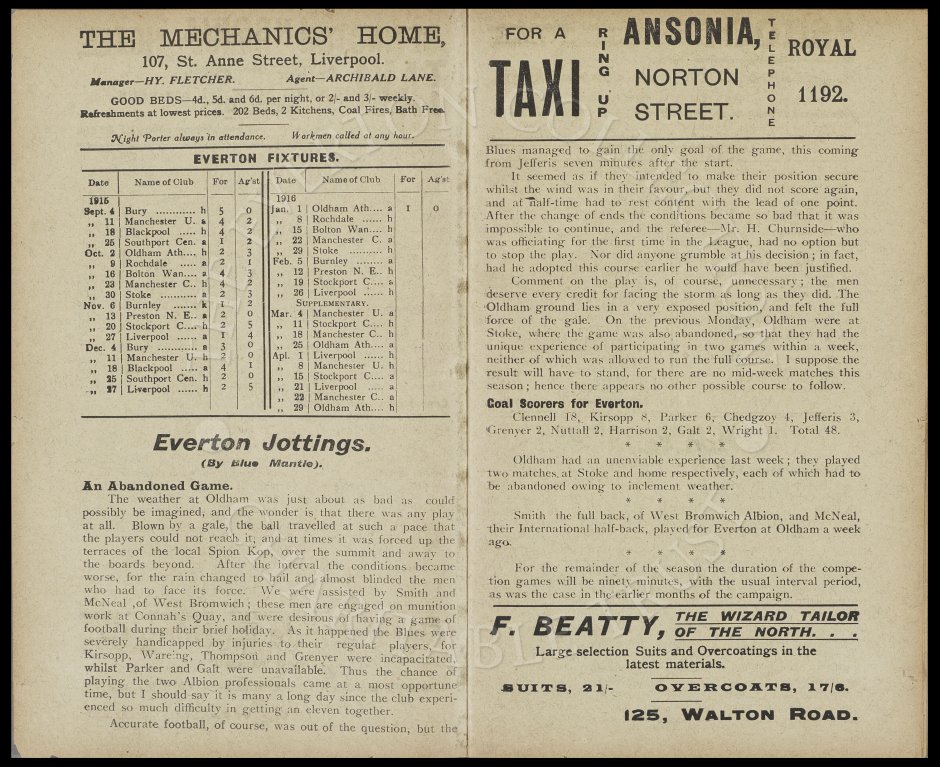 THE MECHANICS' HOME,
107, St. Anne Street, Liverpool.
Manager—HY. FLETCHER. Agent—ARCHIBALD LANE.
GOOD BEDS—4d., 5d. and 6d. per night, or 2/- and 3/- weekly.
Refreshments at lowest prices. 202 Beds, 2 Kitchens, Coal Fires, Bath Free.
Night Porter always in attendance. Workmen called at any hour.
EVERTON FIXTURES.
Date Name of Club For Ag'st
1915
Sept. 4 Bury ............ h 5 0
,, 11 Manchester U.. a 4 2
,, 18 Blackpool ...... h 4 2
,, 25 Southport Cen. a 1 2
Oct. 2 Oldham Ath.... h 2 3
,, 9 Rochdale ...... a 2 1
,, 16 Bolton Wan.... a 4 3
,, 23 Manchester C.. h 4 2
,, 30 Stoke ............ a 2 3
Nov. 6 Burnley ........ h 1 2
,, 13 Preston N. E.. a 2 0
,, 20 Stockport C.... h 2 5
,, 27 Liverpool ...... a 1 4
Dec. 4 Bury ............ a 3 0
,, 11 Manchester U. h 2 0
,, 18 Blackpool ..... a 4 1
,, 25 Southport Cen. h 2 0
,, 27 Liverpool ...... h 2 5
Date Name of Club For Ag'st
1916
Jan. 1 Oldham Ath.... a 1 0
,, 8 Rochdale ...... h
,, 15 Bolton Wan.... h
,, 22 Manchester C. a
,, 29 Stoke ............ h
Feb. 5 Burnley ........ a
,, 12 Preston N. E.. h
,, 19 Stockport C.... a
,, 26 Liverpool ...... h
SUPPLEMENTARY.
Mar. 4 Manchester U. a
,, 11 Stockport C.... h
,, 18 Manchester C. h
,, 25 Oldham Ath.... a
Apl. 1 Liverpool ...... h
,, 8 Manchester U. h
,, 15 Stockport C.... a
,, 21 Liverpool ...... a
,, 22 Manchester C.. a
,, 29 Oldham Ath.... h
Everton Jottings.
(By Blue Mantle).
An Abandoned Game.
The weather at Oldham was just about as bad as could
possibly be imagined, and the wonder is that there was any play
at all. Blown by a gale, the ball travelled at such a pace that
the players could not reach it, and at times it was forced up the
terraces of the local Spion Kop, over the summit and away to
the boards beyond. After the interval the conditions became
worse, for the rain changed to hail and almost blinded the men
who had to face its force. We were assisted by Smith and
McNeal ,of West Bromwich ; these men are engaged on munition
work at Connah's Quay, and were desirous of having a game of
football during their brief holiday. As it happened the Blues were
severely handicapped by injuries to their regular players, for
Kirsopp, Wareing, Thompson and Grenyer were incapacitated,
whilst Parker and Galt were unavailable. Thus the chance of
playing the two Albion professionals came at a most opportune
time, but I should say it is many a long day since the club experi-
enced so much difficulty in getting an eleven together.
Accurate football, of course, was out of the question, but the
FOR A
TAXI
RING UP
ANSONIA,
NORTON
STREET.
TELEPHONE
ROYAL
1192.
Blues managed to gain the only goal of the game, this coming
from Jefferis seven minutes after the start.
It seemed as if they intended to make their position secure
whilst the wind was in their favour, but they did not score again,
and at half-time had to rest content with the lead of one point.
After the change of ends the conditions became so bad that it was
impossible to continue, and the referee—Mr. H. Churnside—who
was officiating for the first time in the League, had no option but
to stop the play. Nor did anyone grumble at his decision ; in fact,
had he adopted this course earlier he would have been justified.
Comment on the play is, of course, unnecessary ; the men
deserve every credit for facing the storm as long as they did. The
Oldham ground lies in a very exposed position, and felt the full
force of the gale. On the previous Monday, Oldham were at
Stoke, where the game was also abandoned, so that they had the
unique experience of participating in two games within a week,
neither of which was allowed to run the full course. I suppose the
result will have to stand, for there are no mid-week matches this
season ; hence there appears no other possible course to follow.
Goal Scorers for Everton.
Clennell 18, Kirsopp 8, Parker 6, Chedgzoy 4, Jefferis 3,
Grenyer 2, Nuttall 2, Harrison 2, Galt 2, Wright 1. Total 48.
* * * *
Oldham had an unenviable experience last week ; they played
two matches, at Stoke and home respectively, each of which had to
be abandoned owing to inclement weather.
* * * *
Smith the full back, of West Bromwich Albion, and McNeal,
their International half-back, played for Everton at Oldham a week
ago.
* * * *
For the remainder of the season the duration of the compe-
tion games will be ninety minutes, with the usual interval period,
as was the case in the earlier months of the campaign.
F. BEATTY, THE WIZARD TAILOR
OF THE NORTH. . .
Large selection Suits and Overcoatings in the
latest materials.
SUITS, 21/- OVERCOATS, 17/6.
125, WALTON ROAD.